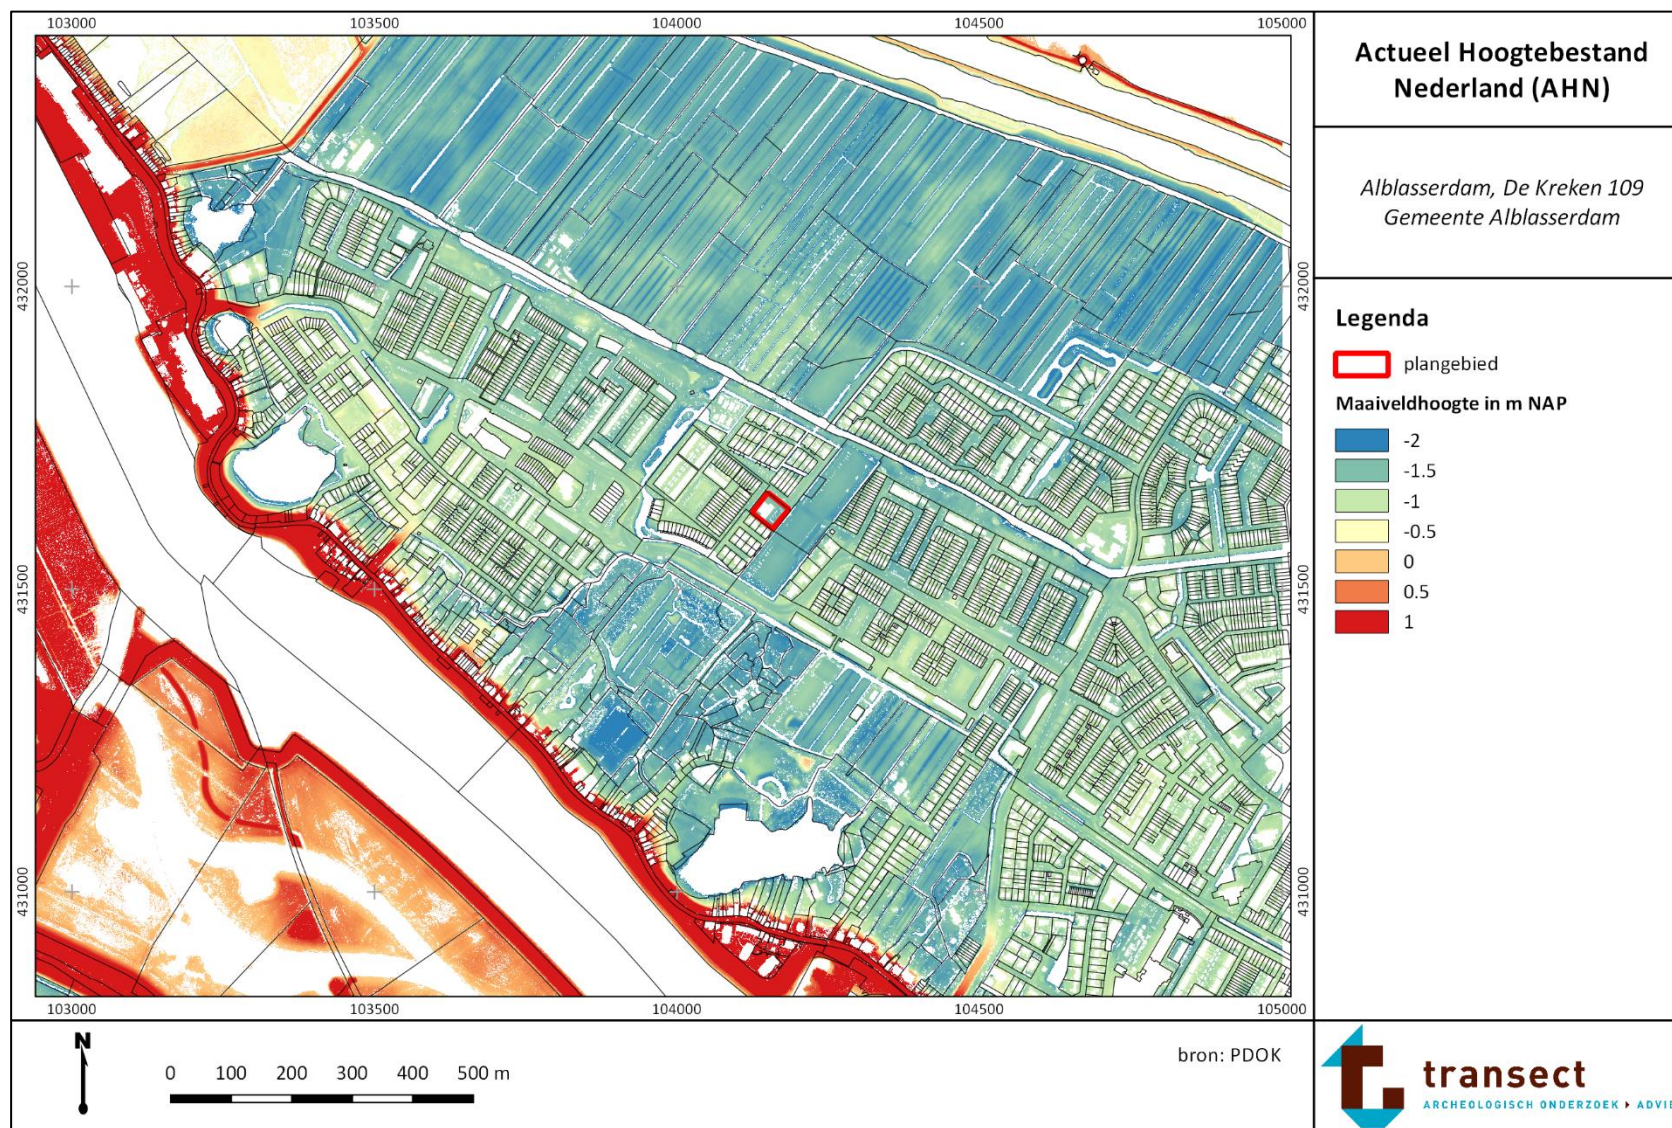 103000 103500 104000 104500 105000
432000 432000
431500 431500
431000 431000
103000 103500 104000 104500 105000
Actueel Hoogtebestand
Nederland (AHN)
Alblasserdam, De Kreken 109
Gemeente Alblasserdam
Legenda
plangebied
Maaiveldhoogte in m NAP
-2
-1.5
-1
-0.5
0
0.5
1
N
0 100 200 300 400 500 m
bron: PDOK
transect
ARCHEOLOGISCH ONDERZOEK ▸ ADVIE